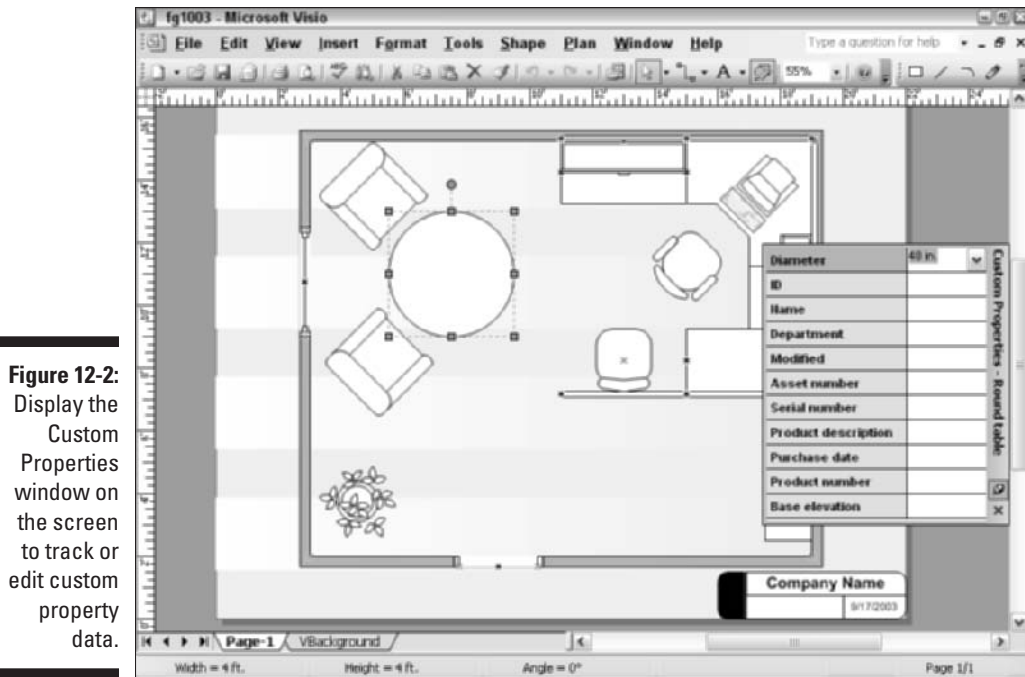 fg1003 - Microsoft Visio
File Edit View Insert Format Tools Shape Plan Window Help
Type a question for help
55%
Diameter 48 in.
ID
Name
Department
Modified
Asset number
Serial number
Product description
Purchase date
Product number
Base elevation
Custom Properties - Round table
Figure 12-2:
Display the
Custom
Properties
window on
the screen
to track or
edit custom
property
data.
Company Name
9/17/2003
Page-1 VBackground
Width = 4 ft. Height = 4 ft. Angle = 0° Page 1/1